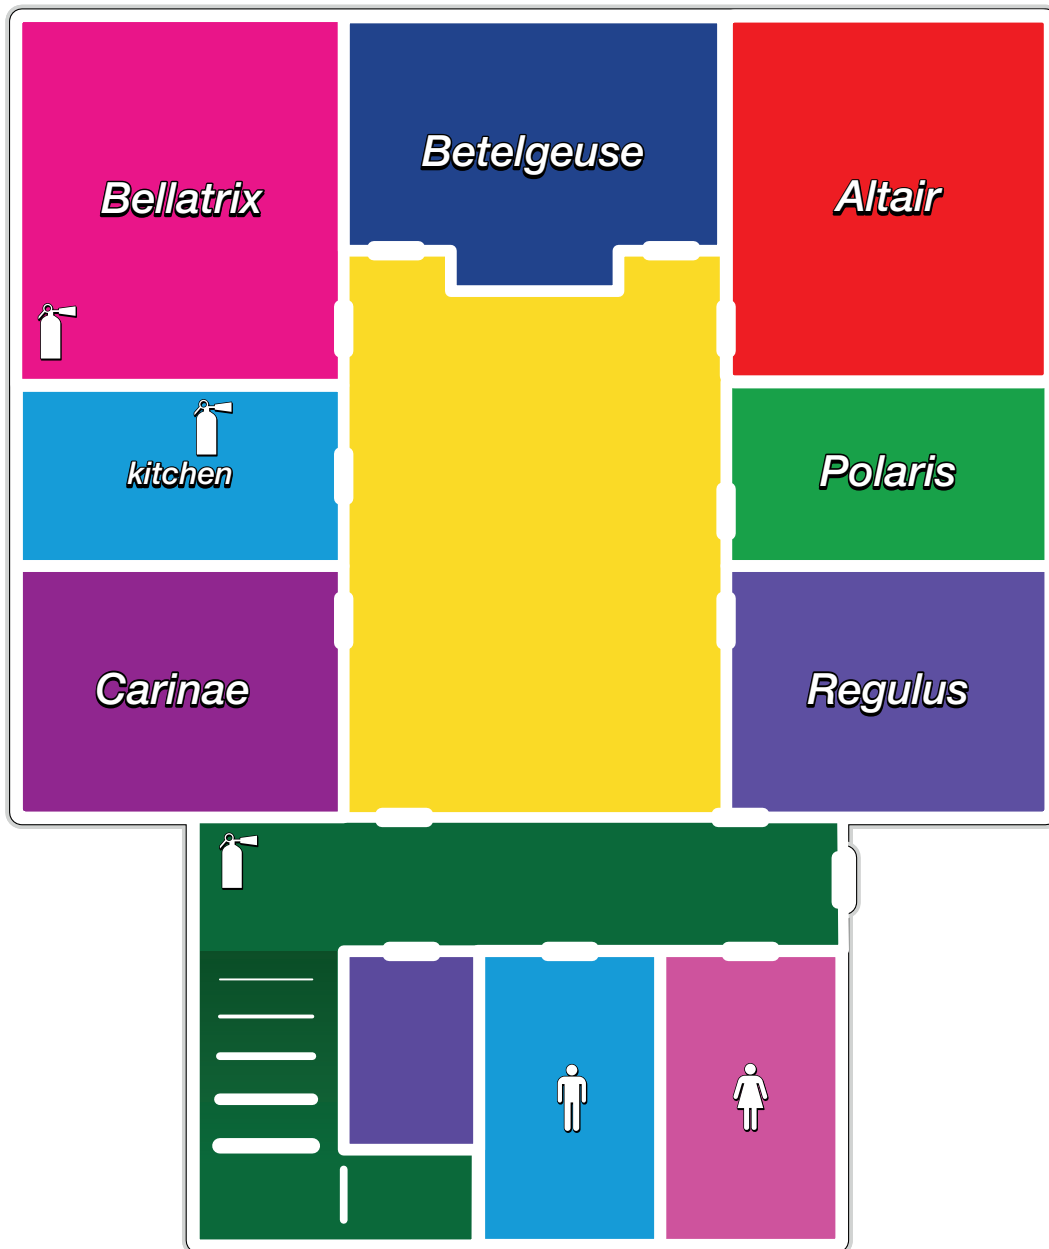 Betelgeuse
Bellatrix
Altair
kitchen
Polaris
Carinae
Regulus